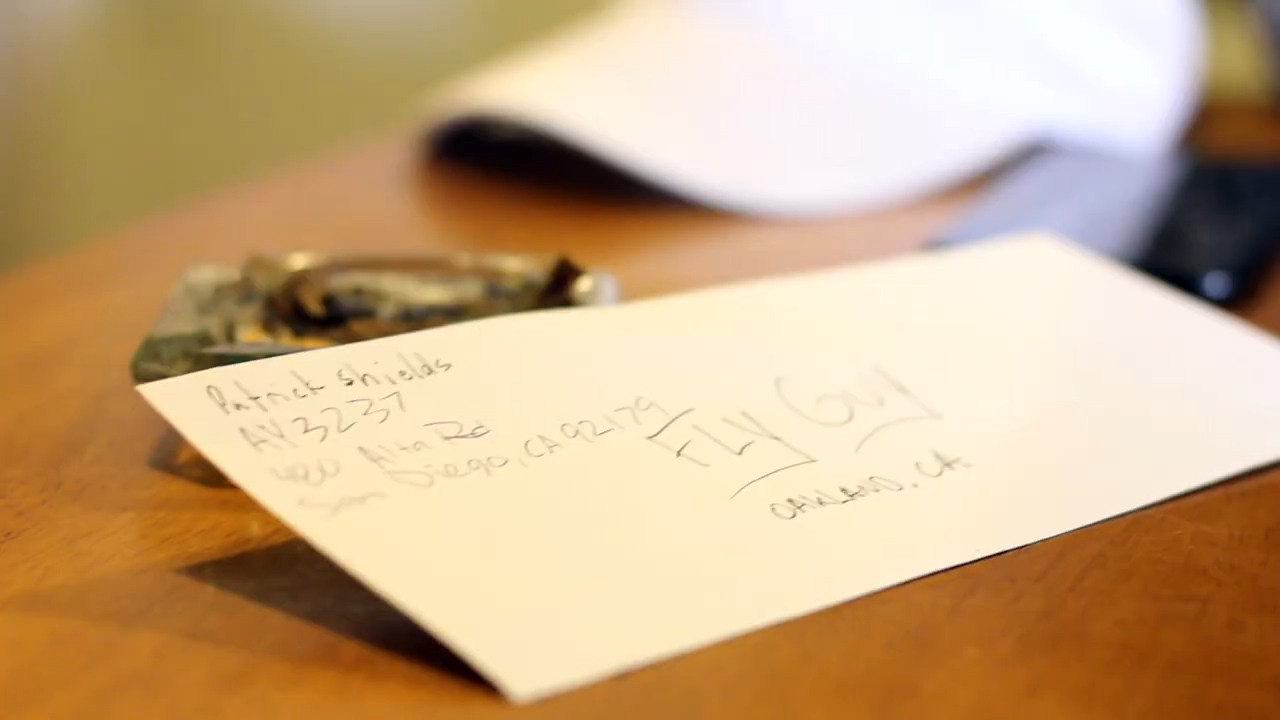 Patrick Shields
AV3237
480 Alta Rd
San Diego, CA 92179
FLY GUY
OAKLAND, CA